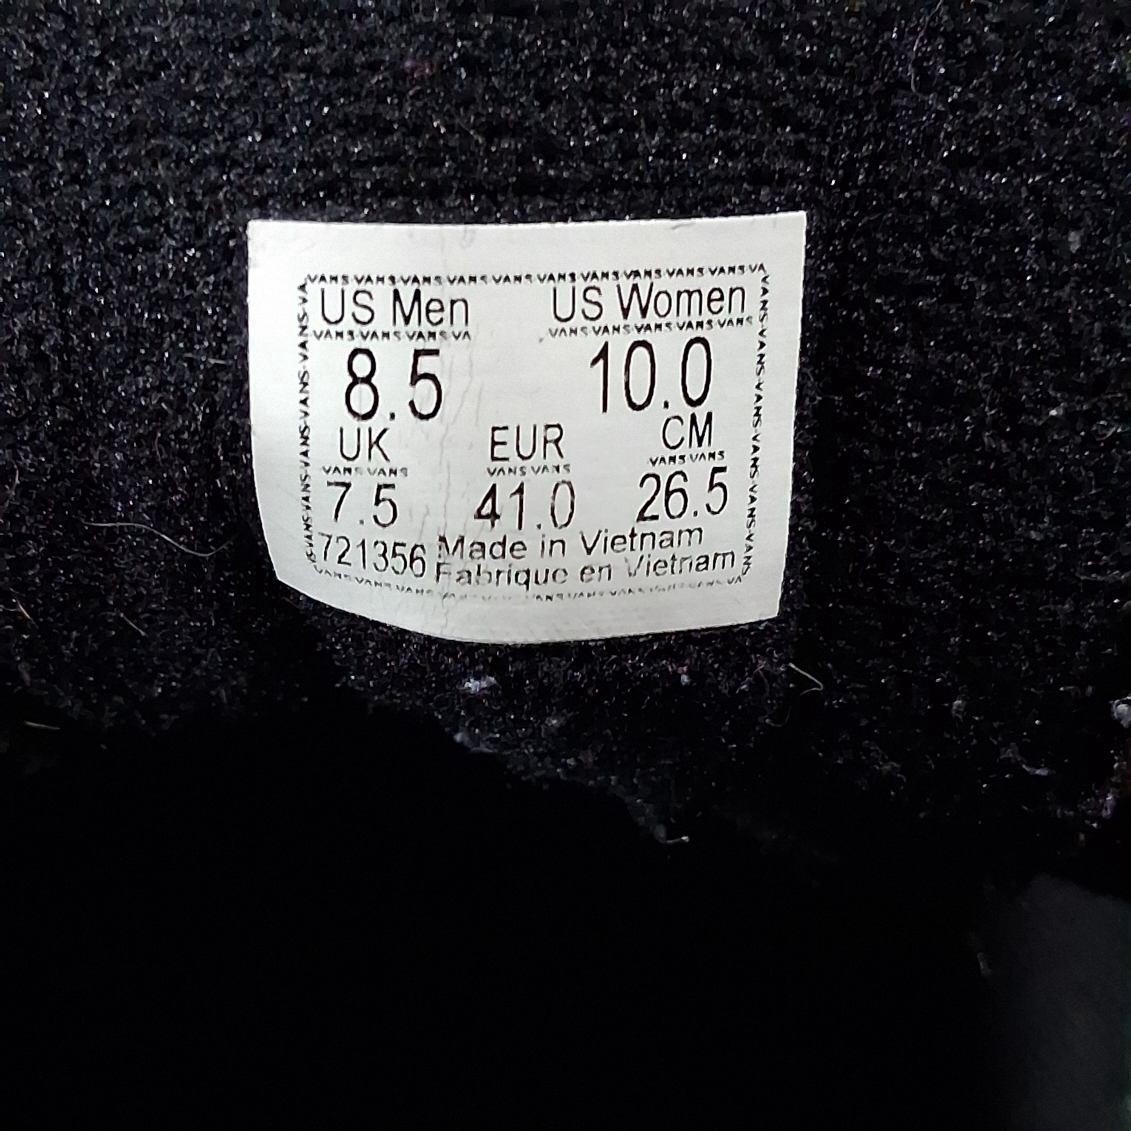 VANS VANS VANS VANS VANS VANS VANS VANS VANS VANS VA
US Men US Women
VANS VANS VANS VA VANS VANS VANS VANS VANS
8.5 10.0
UK EUR CM
VANS VANS VANS VANS VANS VANS
7.5 41.0 26.5
721356 Made in Vietnam
Fabrique en Vietnam